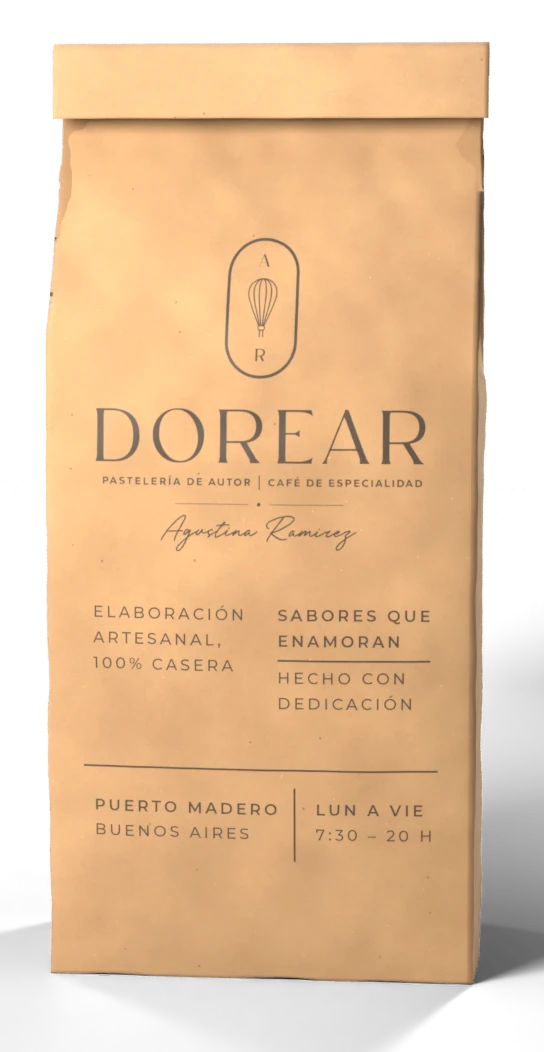 A
R
DOREAR
PASTELERÍA DE AUTOR | CAFÉ DE ESPECIALIDAD
Agustina Ramirez
ELABORACIÓN
ARTESANAL,
100% CASERA
SABORES QUE
ENAMORAN
HECHO CON
DEDICACIÓN
PUERTO MADERO
BUENOS AIRES
LUN A VIE
7:30 – 20 H